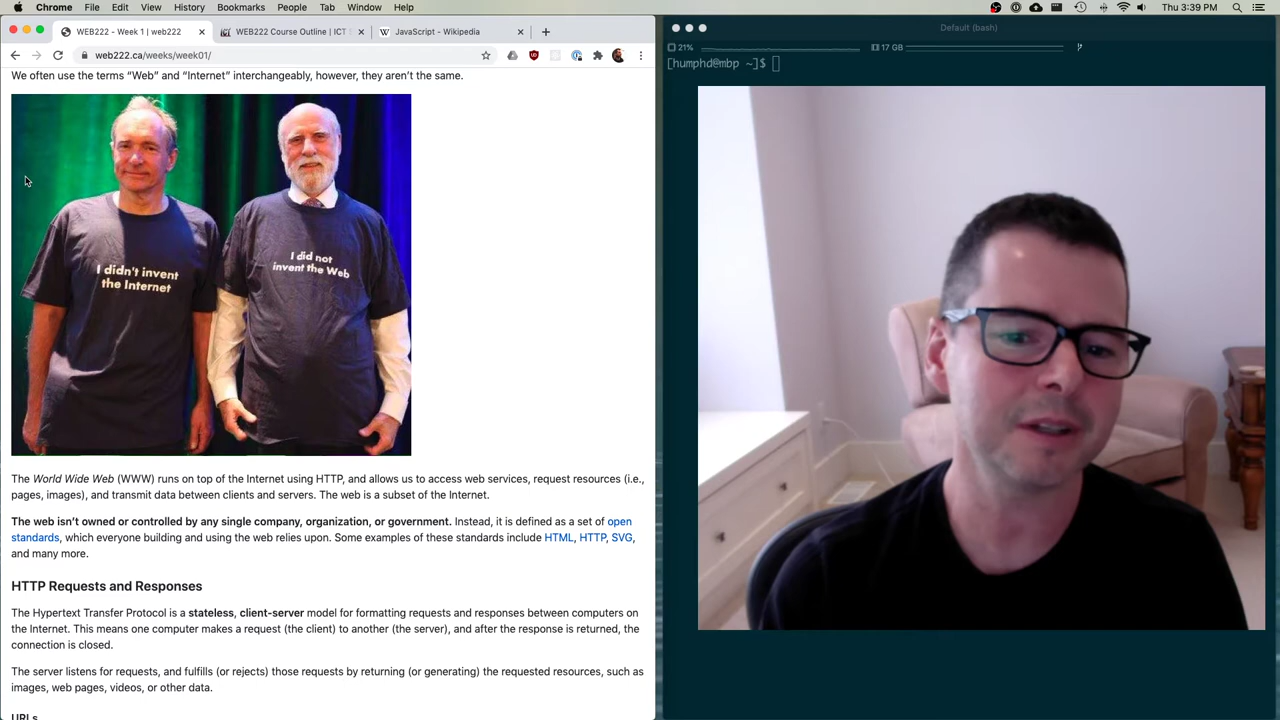 Chrome File Edit View History Bookmarks People Tab Window Help
Thu 3:39 PM
WEB222 - Week 1 | web222
WEB222 Course Outline | ICT
JavaScript - Wikipedia
web222.ca/weeks/week01/
Default (bash)
21%
17 GB
[humphd@mbp ~]$
We often use the terms “Web” and “Internet” interchangeably, however, they aren’t the same.
I didn't invent
the Internet
I did not
invent the Web
The World Wide Web (WWW) runs on top of the Internet using HTTP, and allows us to access web services, request resources (i.e.,
pages, images), and transmit data between clients and servers. The web is a subset of the Internet.
The web isn’t owned or controlled by any single company, organization, or government. Instead, it is defined as a set of open
standards, which everyone building and using the web relies upon. Some examples of these standards include HTML, HTTP, SVG,
and many more.
HTTP Requests and Responses
The Hypertext Transfer Protocol is a stateless, client-server model for formatting requests and responses between computers on
the Internet. This means one computer makes a request (the client) to another (the server), and after the response is returned, the
connection is closed.
The server listens for requests, and fulfills (or rejects) those requests by returning (or generating) the requested resources, such as
images, web pages, videos, or other data.
URLs